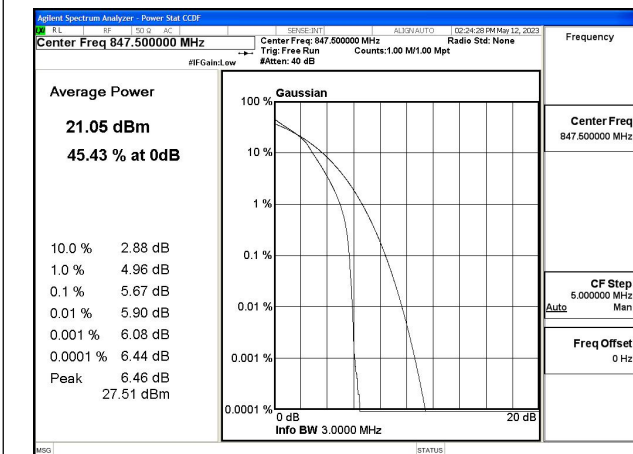 Agilent Spectrum Analyzer - Power Stat CCDF
RL RF 50 Ω AC SENSE:INT ALIGN AUTO 02:24:28 PM May 12, 2023
Center Freq 847.500000 MHz
Center Freq: 847.500000 MHz Radio Std: None
Trig: Free Run Counts:1.00 M/1.00 Mpt
#IFGain:Low #Atten: 40 dB
Frequency
Average Power
21.05 dBm
45.43 % at 0dB
10.0 % 2.88 dB
1.0 % 4.96 dB
0.1 % 5.67 dB
0.01 % 5.90 dB
0.001 % 6.08 dB
0.0001 % 6.44 dB
Peak 6.46 dB
27.51 dBm
Gaussian
100 %
10 %
1 %
0.1 %
0.01 %
0.001 %
0.0001 %
0 dB 20 dB
Info BW 3.0000 MHz
Center Freq
847.500000 MHz
CF Step
5.000000 MHz
Auto Man
Freq Offset
0 Hz
MSG STATUS